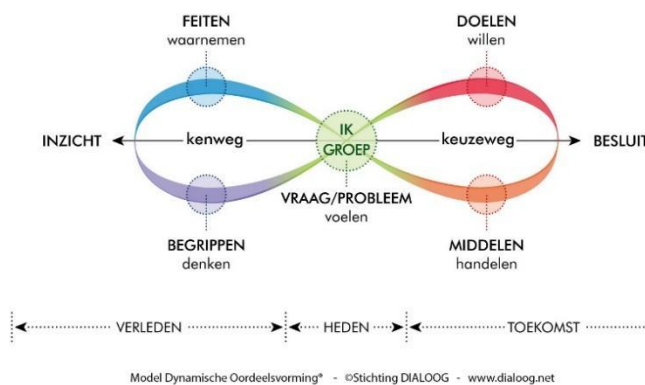 FEITEN
waarnemen
DOELEN
willen
INZICHT
kenweg
IK
GROEP
keuzeweg
BESLUIT
VRAAG/PROBLEEM
voelen
BEGRIPPEN
denken
MIDDELEN
handelen
VERLEDEN
HEDEN
TOEKOMST
Model Dynamische Oordeelsvorming® - ©Stichting DIALOOG - www.dialoog.net